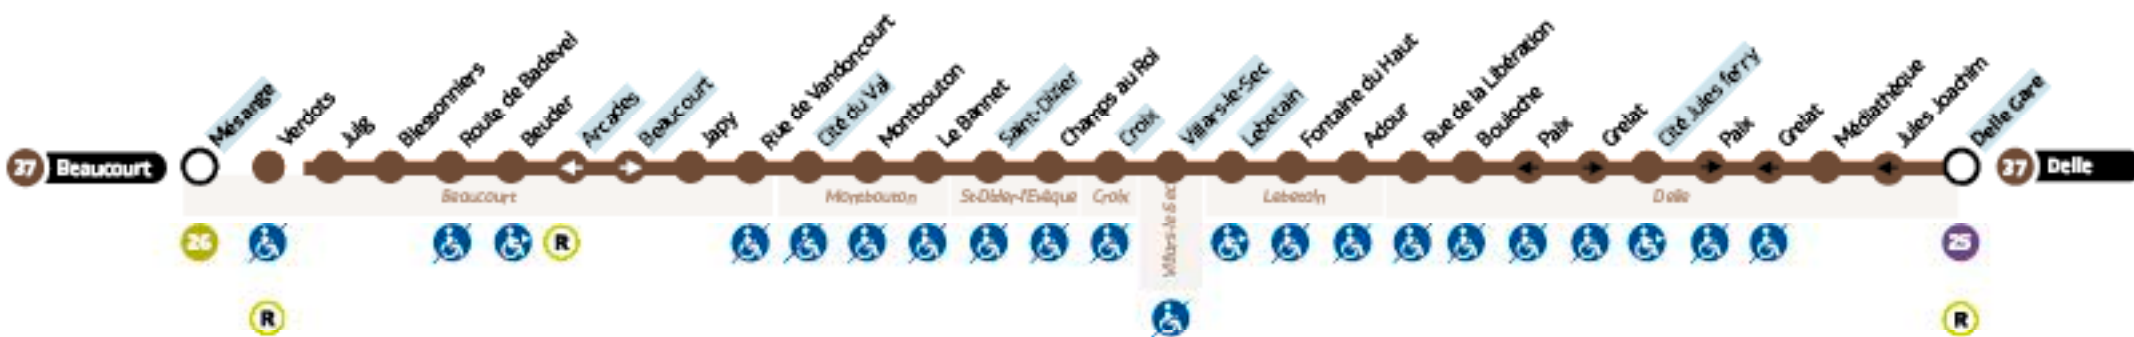 37 Beaucourt
Mésange
Verdots
Julg
Blessonniers
Route de Badevel
Beuder
Arcades
Beaucourt
Japy
Rue de Vandoncourt
Cité du Val
Montbouton
Le Bannet
Saint-Dizier
Champs au Roi
Croix
Villars-le-Sec
Lebetain
Fontaine du Haut
Adour
Rue de la Libération
Bouloche
Paix
Grelat
Cité Jules ferry
Paix
Grelat
Médiathèque
Jules Joachim
Delle Gare
37 Delle
Beaucourt
Montbouton
St-Dizier-l'Evêque
Croix
Villars-le-Sec
Lebetain
Delle
26
R
25
R
R